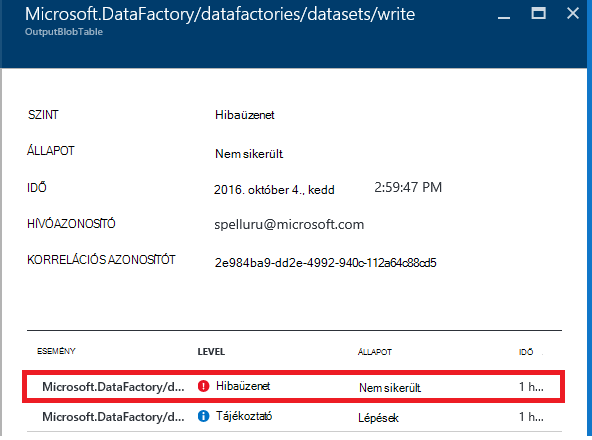 Microsoft.DataFactory/datafactories/datasets/write
OutputBlobTable
SZINT Hibaüzenet
ÁLLAPOT Nem sikerült.
IDŐ 2016. október 4., kedd 2:59:47 PM
HÍVÓAZONOSÍTÓ spelluru@microsoft.com
KORRELÁCIÓS AZONOSÍTÓT 2e984ba9-dd2e-4992-940c-112a64c88cd5
ESEMÉNY LEVEL ÁLLAPOT IDŐ
Microsoft.DataFactory/d... Hibaüzenet Nem sikerült. 1 h...
Microsoft.DataFactory/d... Tájékoztató Lépések 1 h...